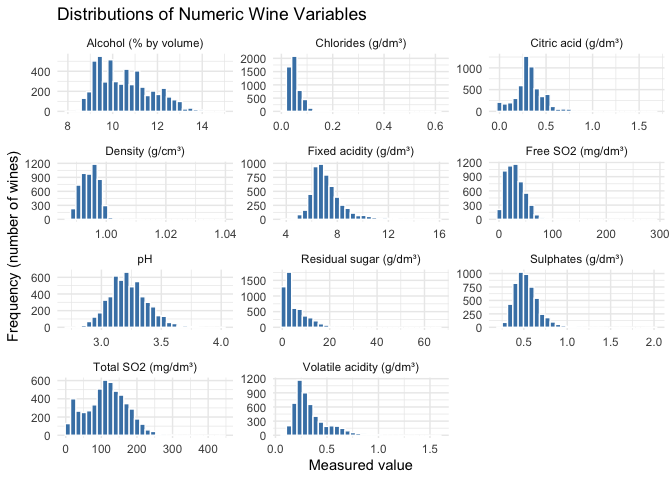 Distributions of Numeric Wine Variables
Alcohol (% by volume)
Chlorides (g/dm³)
Citric acid (g/dm³)
400
200
0
8 10 12 14
2000
1500
1000
500
0
0.0 0.2 0.4 0.6
1000
500
0
0.0 0.5 1.0 1.5
Density (g/cm³)
Fixed acidity (g/dm³)
Free SO2 (mg/dm³)
1200
900
600
300
0
1.00 1.02 1.04
1000
750
500
250
0
4 8 12 16
1200
900
600
300
0
0 100 200 300
pH
Residual sugar (g/dm³)
Sulphates (g/dm³)
600
400
200
0
3.0 3.5 4.0
1500
1000
500
0
0 20 40 60
1000
750
500
250
0
0.5 1.0 1.5 2.0
Total SO2 (mg/dm³)
Volatile acidity (g/dm³)
600
400
200
0
0 100 200 300 400
1200
900
600
300
0
0.0 0.5 1.0 1.5
Measured value
Frequency (number of wines)